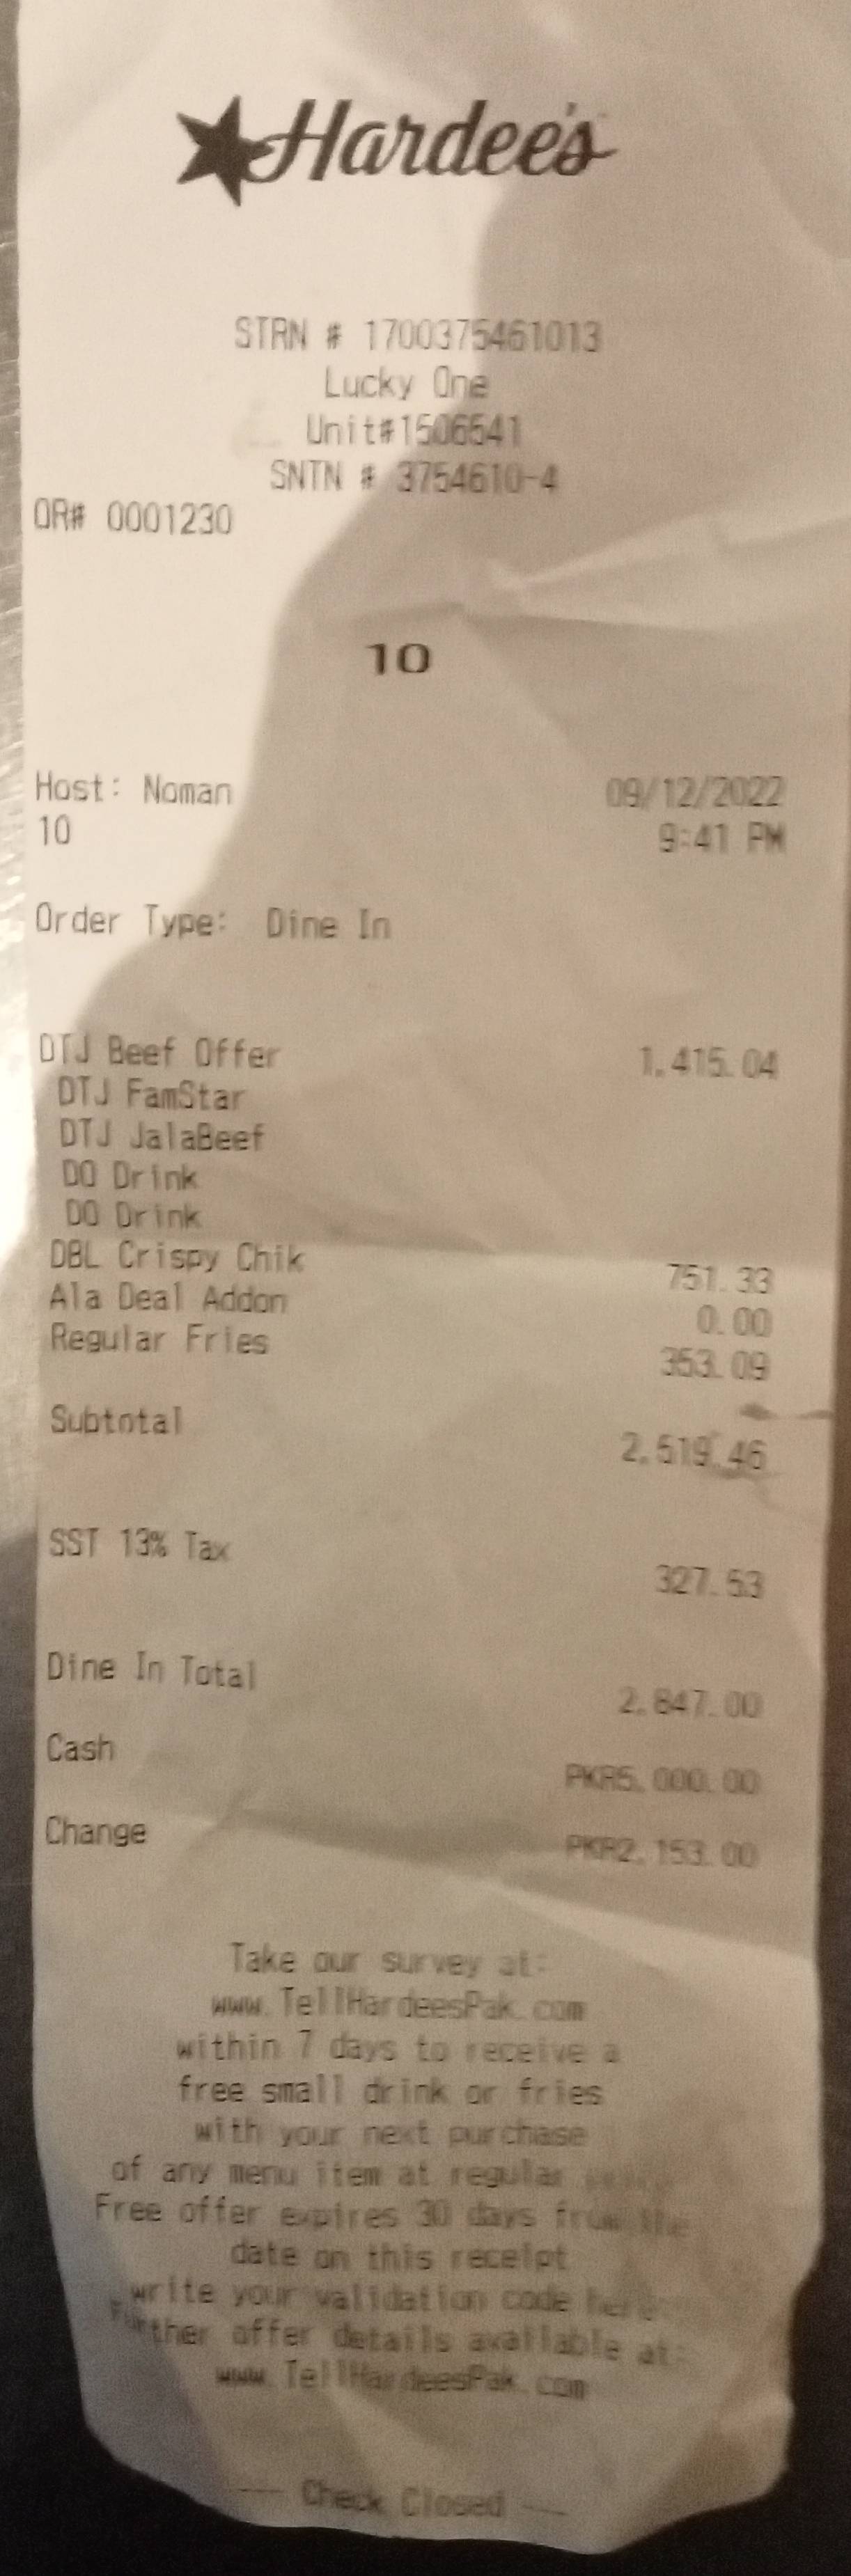 Hardee's
STRN # 1700375461013
Lucky One
Unit#1506541
SNTN # 3754610-4
OR# 0001230
10
Host: Noman 09/12/2022
10 9:41 PM
Order Type: Dine In
DTJ Beef Offer 1,415.04
DTJ FamStar
DTJ JalaBeef
DO Drink
DO Drink
DBL Crispy Chik 751.33
Ala Deal Addon 0.00
Regular Fries 353.09
Subtotal 2,519.46
SST 13% Tax 327.53
Dine In Total 2,847.00
Cash PKR5,000.00
Change PKR2,153.00
Take our survey at:
www.TellHardeesPak.com
within 7 days to receive a
free small drink or fries
with your next purchase
of any menu item at regular
Free offer expires 30 days from the
date on this receipt
write your validation code here
Further offer details available at:
www.TellHardeesPak.com
---- Check Closed ----